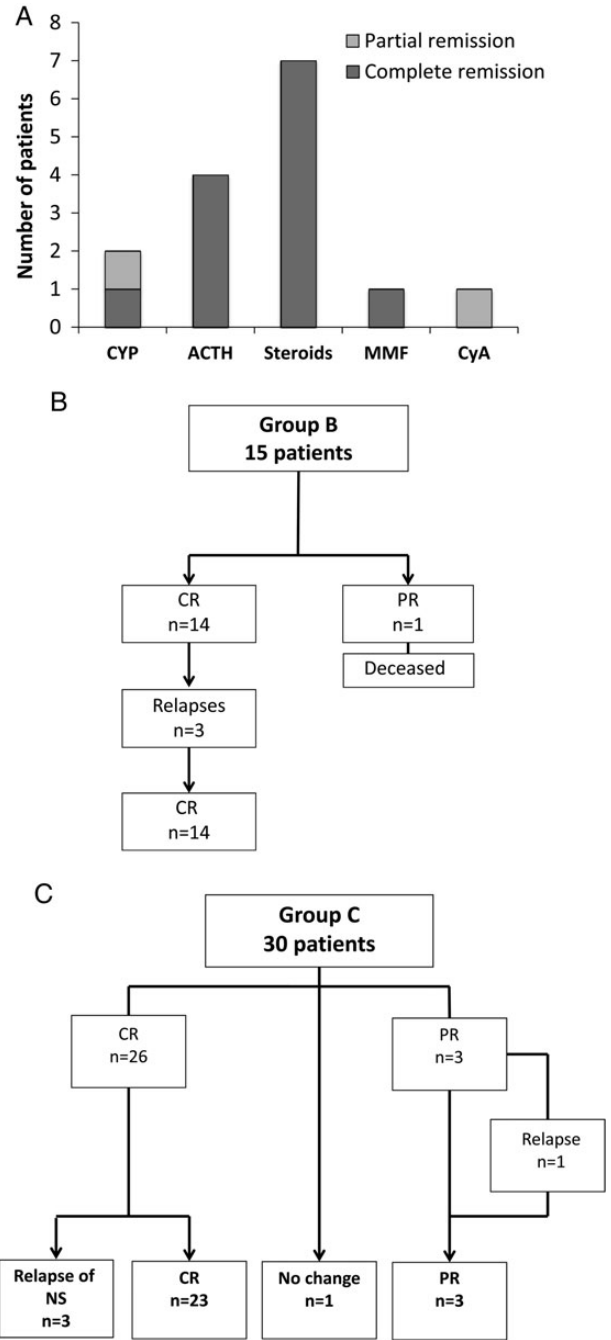 A
8
7
6
5
4
3
2
1
0
Number of patients
Partial remission
Complete remission
CYP ACTH Steroids MMF CyA
B
Group B
15 patients
CR
n=14
PR
n=1
Deceased
Relapses
n=3
CR
n=14
C
Group C
30 patients
CR
n=26
PR
n=3
Relapse
n=1
Relapse of
NS
n=3
CR
n=23
No change
n=1
PR
n=3